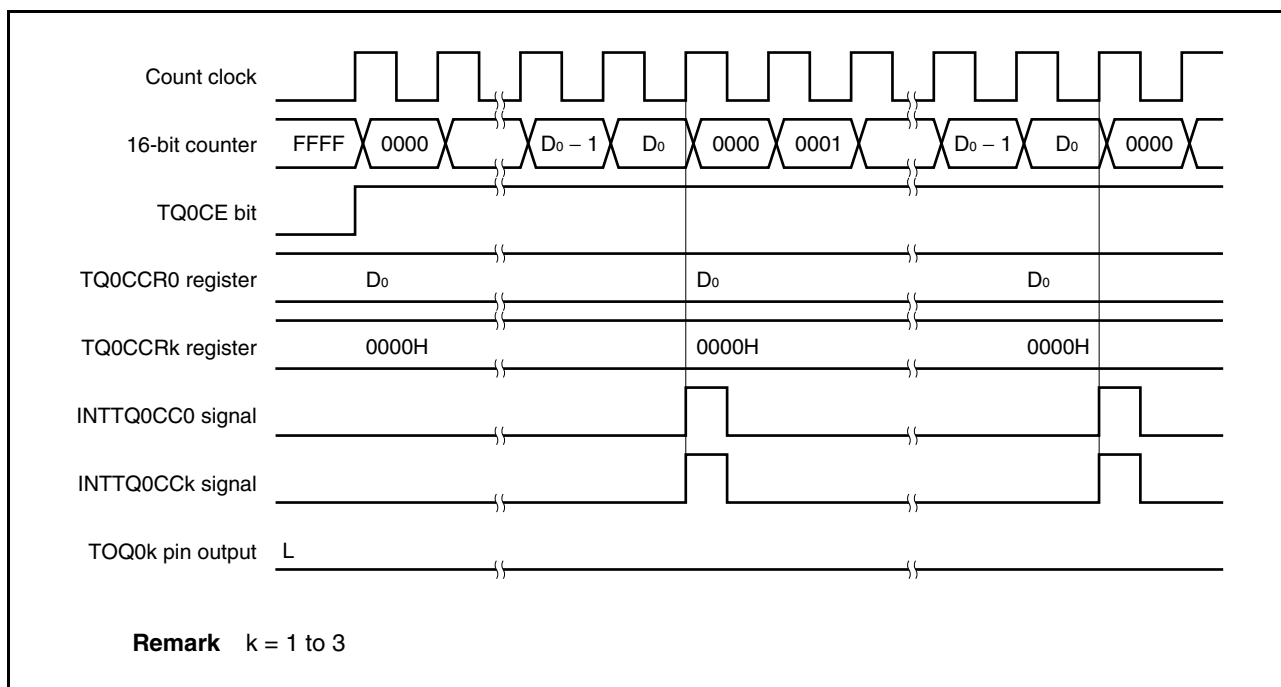 Count clock
16-bit counter FFFF 0000 D₀ – 1 D₀ 0000 0001 D₀ – 1 D₀ 0000
TQ0CE bit
TQ0CCR0 register D₀ D₀ D₀
TQ0CCRk register 0000H 0000H 0000H
INTTQ0CC0 signal
INTTQ0CCk signal
TOQ0k pin output L
Remark k = 1 to 3